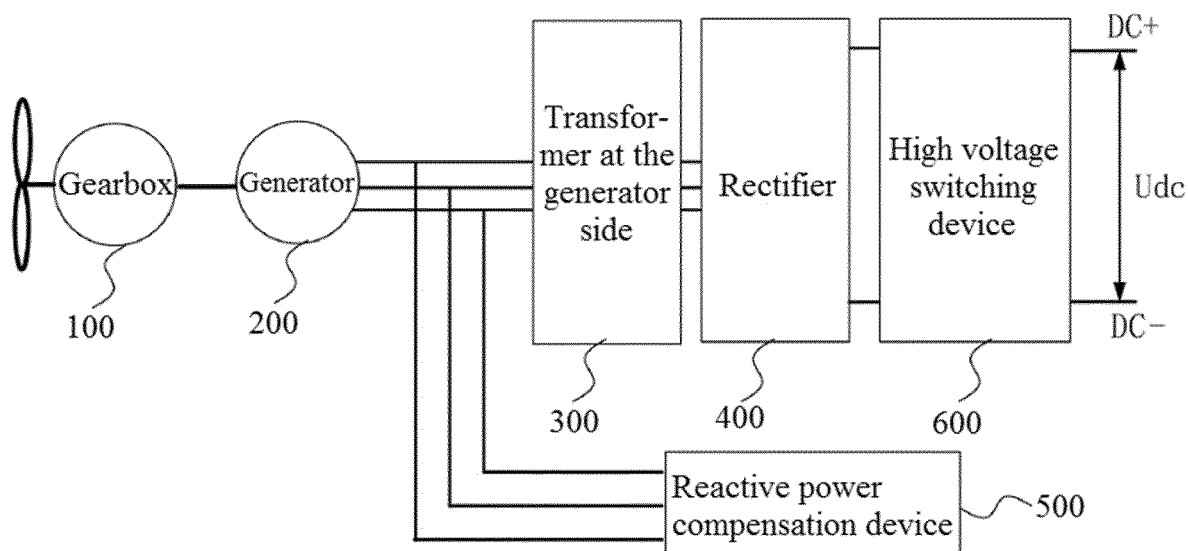 Gearbox
100
Generator
200
Transfor-
mer at the
generator
side
300
Rectifier
400
High voltage
switching
device
600
DC+
Udc
DC-
Reactive power
compensation device
500